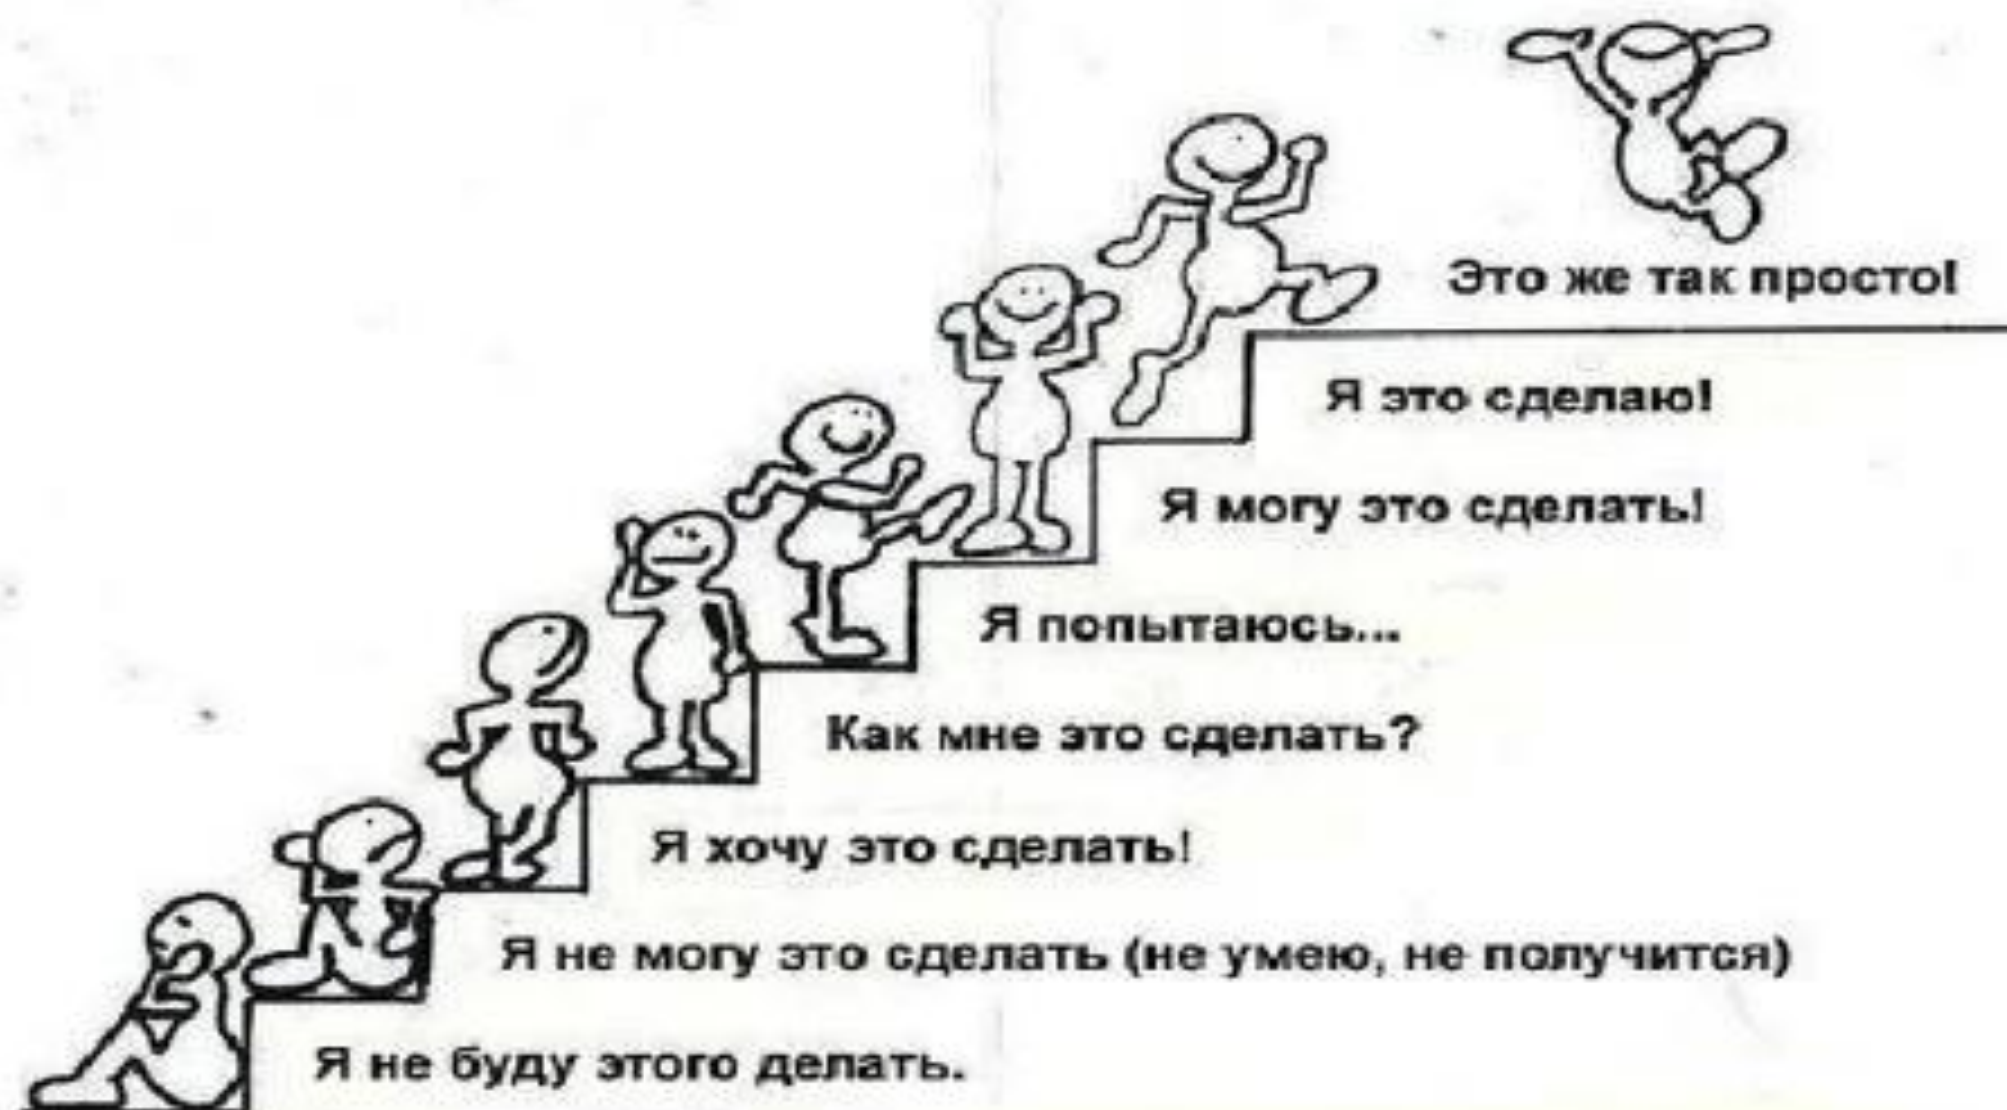 Это же так просто!
Я это сделаю!
Я могу это сделать!
Я попытаюсь...
Как мне это сделать?
Я хочу это сделать!
Я не могу это сделать (не умею, не получится)
Я не буду этого делать.